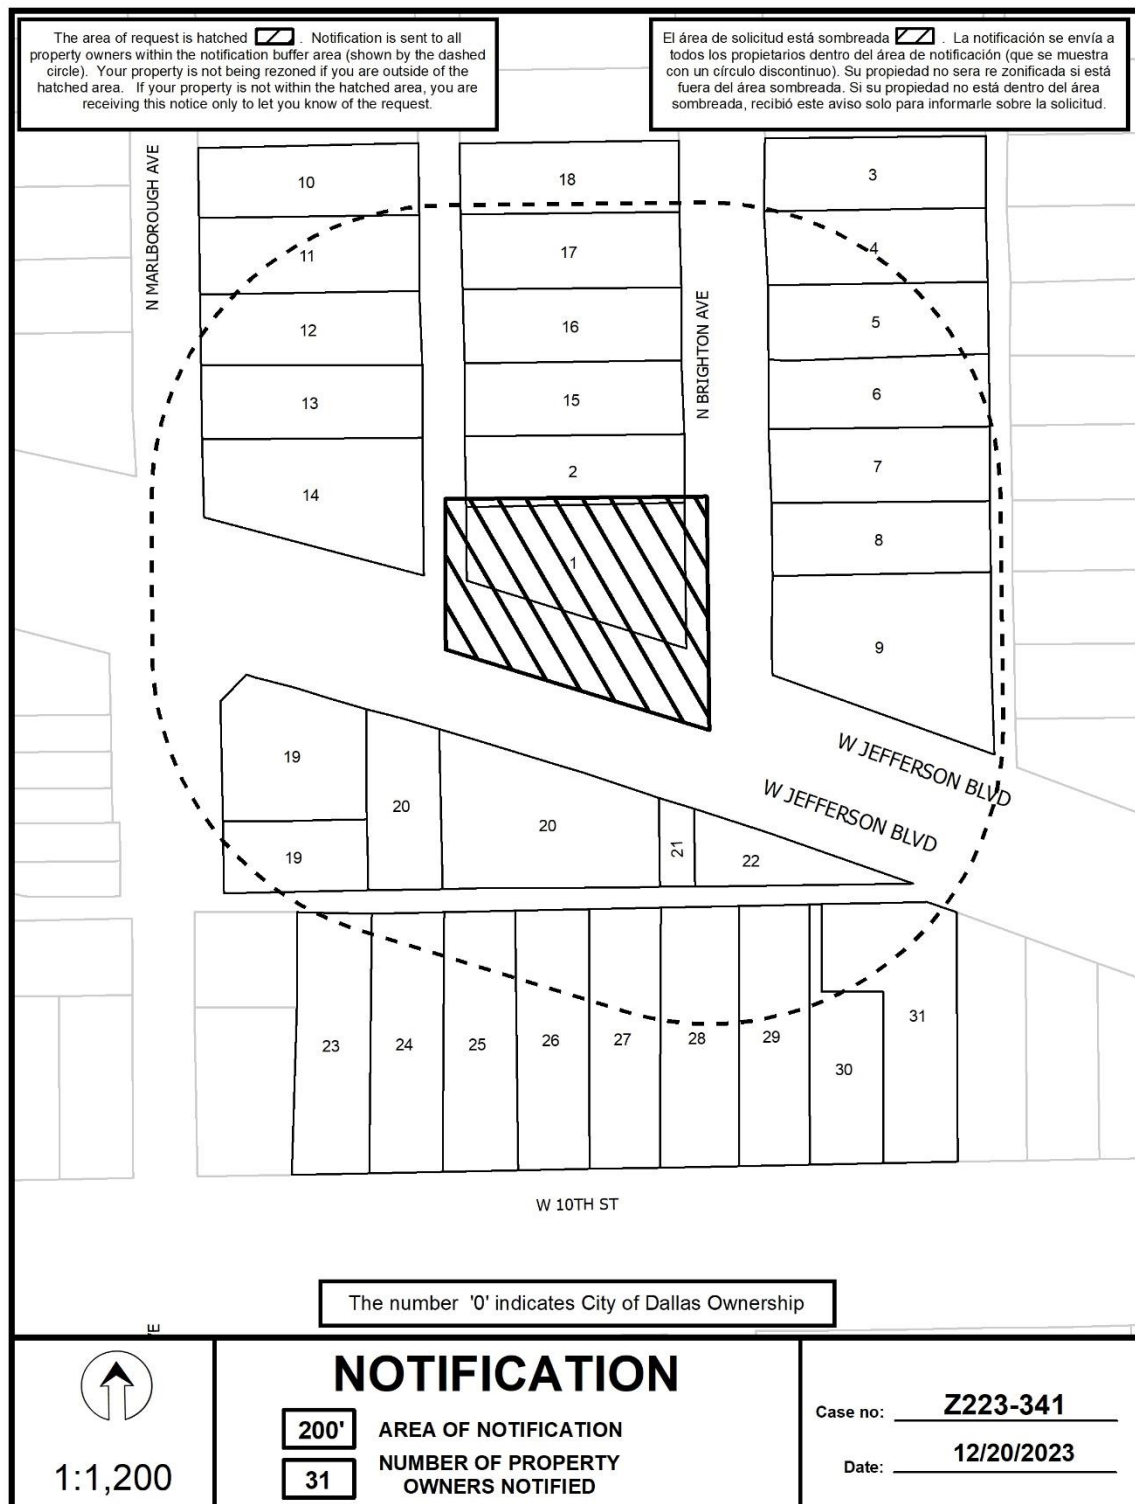 The area of request is hatched . Notification is sent to all
property owners within the notification buffer area (shown by the dashed
circle). Your property is not being rezoned if you are outside of the
hatched area. If your property is not within the hatched area, you are
receiving this notice only to let you know of the request.
El área de solicitud está sombreada . La notificación se envía a
todos los propietarios dentro del área de notificación (que se muestra
con un círculo discontinuo). Su propiedad no sera re zonificada si está
fuera del área sombreada. Si su propiedad no está dentro del área
sombreada, recibió este aviso solo para informarle sobre la solicitud.
N MARLBOROUGH AVE
10
18
3
11
17
4
12
16
N BRIGHTON AVE
5
13
15
6
14
2
7
1
8
9
W JEFFERSON BLVD
W JEFFERSON BLVD
19
20
20
21
22
19
23
24
25
26
27
28
29
30
31
W 10TH ST
The number '0' indicates City of Dallas Ownership
VE
1:1,200
NOTIFICATION
200' AREA OF NOTIFICATION
31 NUMBER OF PROPERTY
OWNERS NOTIFIED
Case no: Z223-341
Date: 12/20/2023